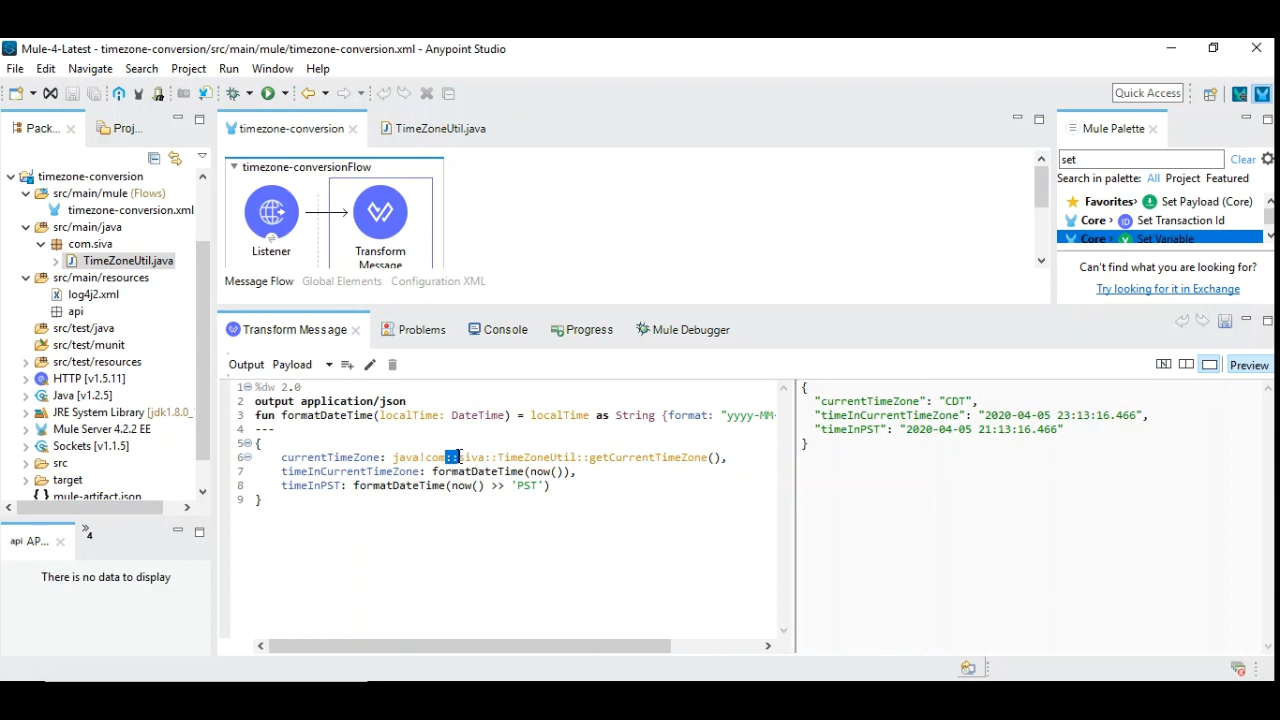 Mule-4-Latest - timezone-conversion/src/main/mule/timezone-conversion.xml - Anypoint Studio
File Edit Navigate Search Project Run Window Help
Quick Access
Pack...
Proj...
timezone-conversion
src/main/mule (Flows)
timezone-conversion.xml
src/main/java
com.siva
TimeZoneUtil.java
src/main/resources
log4j2.xml
api
src/test/java
src/test/munit
src/test/resources
HTTP [v1.5.11]
Java [v1.2.5]
JRE System Library [jdk1.8.0_
Mule Server 4.2.2 EE
Sockets [v1.1.5]
src
target
mule-artifact.json
api AP...
4
There is no data to display
timezone-conversion
TimeZoneUtil.java
timezone-conversionFlow
Listener
Transform
Message
Message Flow Global Elements Configuration XML
Mule Palette
set
Clear
Search in palette: All Project Featured
Favorites> Set Payload (Core)
Core > Set Transaction Id
Core > Set Variable
Can't find what you are looking for?
Try looking for it in Exchange
Transform Message
Problems
Console
Progress
Mule Debugger
Output Payload
Preview
1 %dw 2.0
2 output application/json
3 fun formatDateTime(localTime: DateTime) = localTime as String {format: "yyyy-MM-
4 ---
5 {
6 currentTimeZone: java!com::siva::TimeZoneUtil::getCurrentTimeZone(),
7 timeInCurrentTimeZone: formatDateTime(now()),
8 timeInPST: formatDateTime(now() >> 'PST')
9 }
{
"currentTimeZone": "CDT",
"timeInCurrentTimeZone": "2020-04-05 23:13:16.466",
"timeInPST": "2020-04-05 21:13:16.466"
}